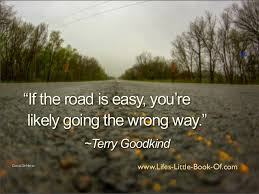 “If the road is easy, you’re
likely going the wrong way.”
~Terry Goodkind
www.Lifes-Little-Book-Of.com